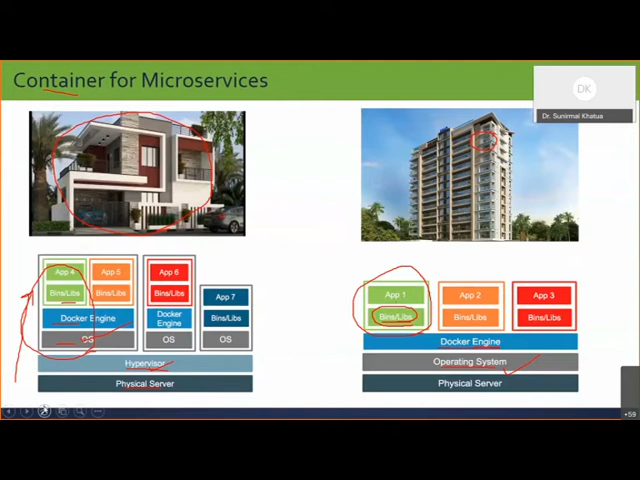 Container for Microservices
DK
Dr. Sunirmal Khatua
App 4
App 5
App 6
Bins/Libs
Bins/Libs
Bins/Libs
App 7
Docker Engine
Docker
Engine
Bins/Libs
OS
OS
OS
Hypervisor
Physical Server
App 1
App 2
App 3
Bins/Libs
Bins/Libs
Bins/Libs
Docker Engine
Operating System
Physical Server
+59